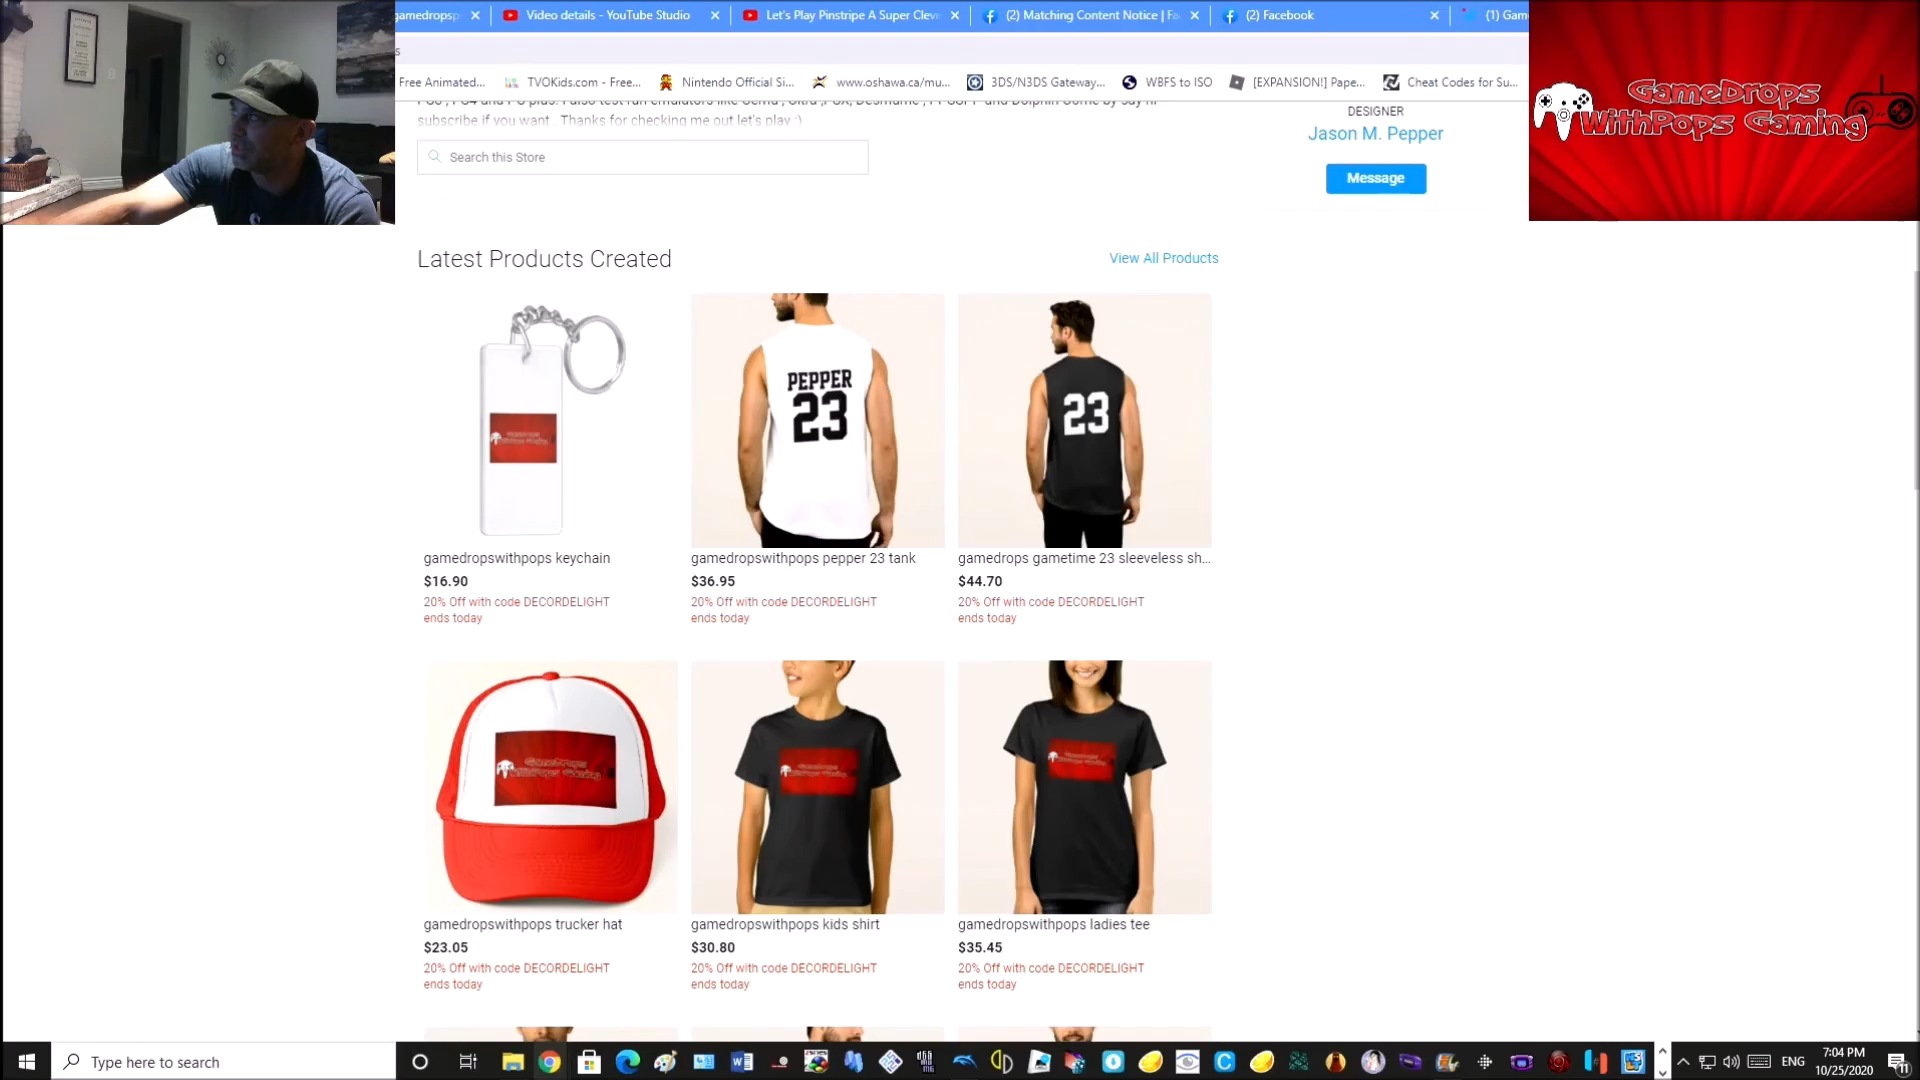 gamedropsp
Video details - YouTube Studio
Let's Play Pinstripe A Super Clev
(2) Matching Content Notice | Fa
(2) Facebook
(1) Gam
s
Free Animated...
TVOKids.com - Free...
Nintendo Official Si...
www.oshawa.ca/mu...
3DS/N3DS Gateway...
WBFS to ISO
[EXPANSION!] Pape...
Cheat Codes for Su...
subscribe if you want . Thanks for checking me out let's play :)
Search this Store
DESIGNER
Jason M. Pepper
Message
GameDrops
WithPops Gaming
Latest Products Created
View All Products
PEPPER
23
23
gamedropswithpops keychain
$16.90
20% Off with code DECORDELIGHT
ends today
gamedropswithpops pepper 23 tank
$36.95
20% Off with code DECORDELIGHT
ends today
gamedrops gametime 23 sleeveless sh...
$44.70
20% Off with code DECORDELIGHT
ends today
GameDrops
WithPops Gaming
gamedropswithpops trucker hat
$23.05
20% Off with code DECORDELIGHT
ends today
gamedropswithpops kids shirt
$30.80
20% Off with code DECORDELIGHT
ends today
gamedropswithpops ladies tee
$35.45
20% Off with code DECORDELIGHT
ends today
Type here to search
ENG
7:04 PM
10/25/2020
11